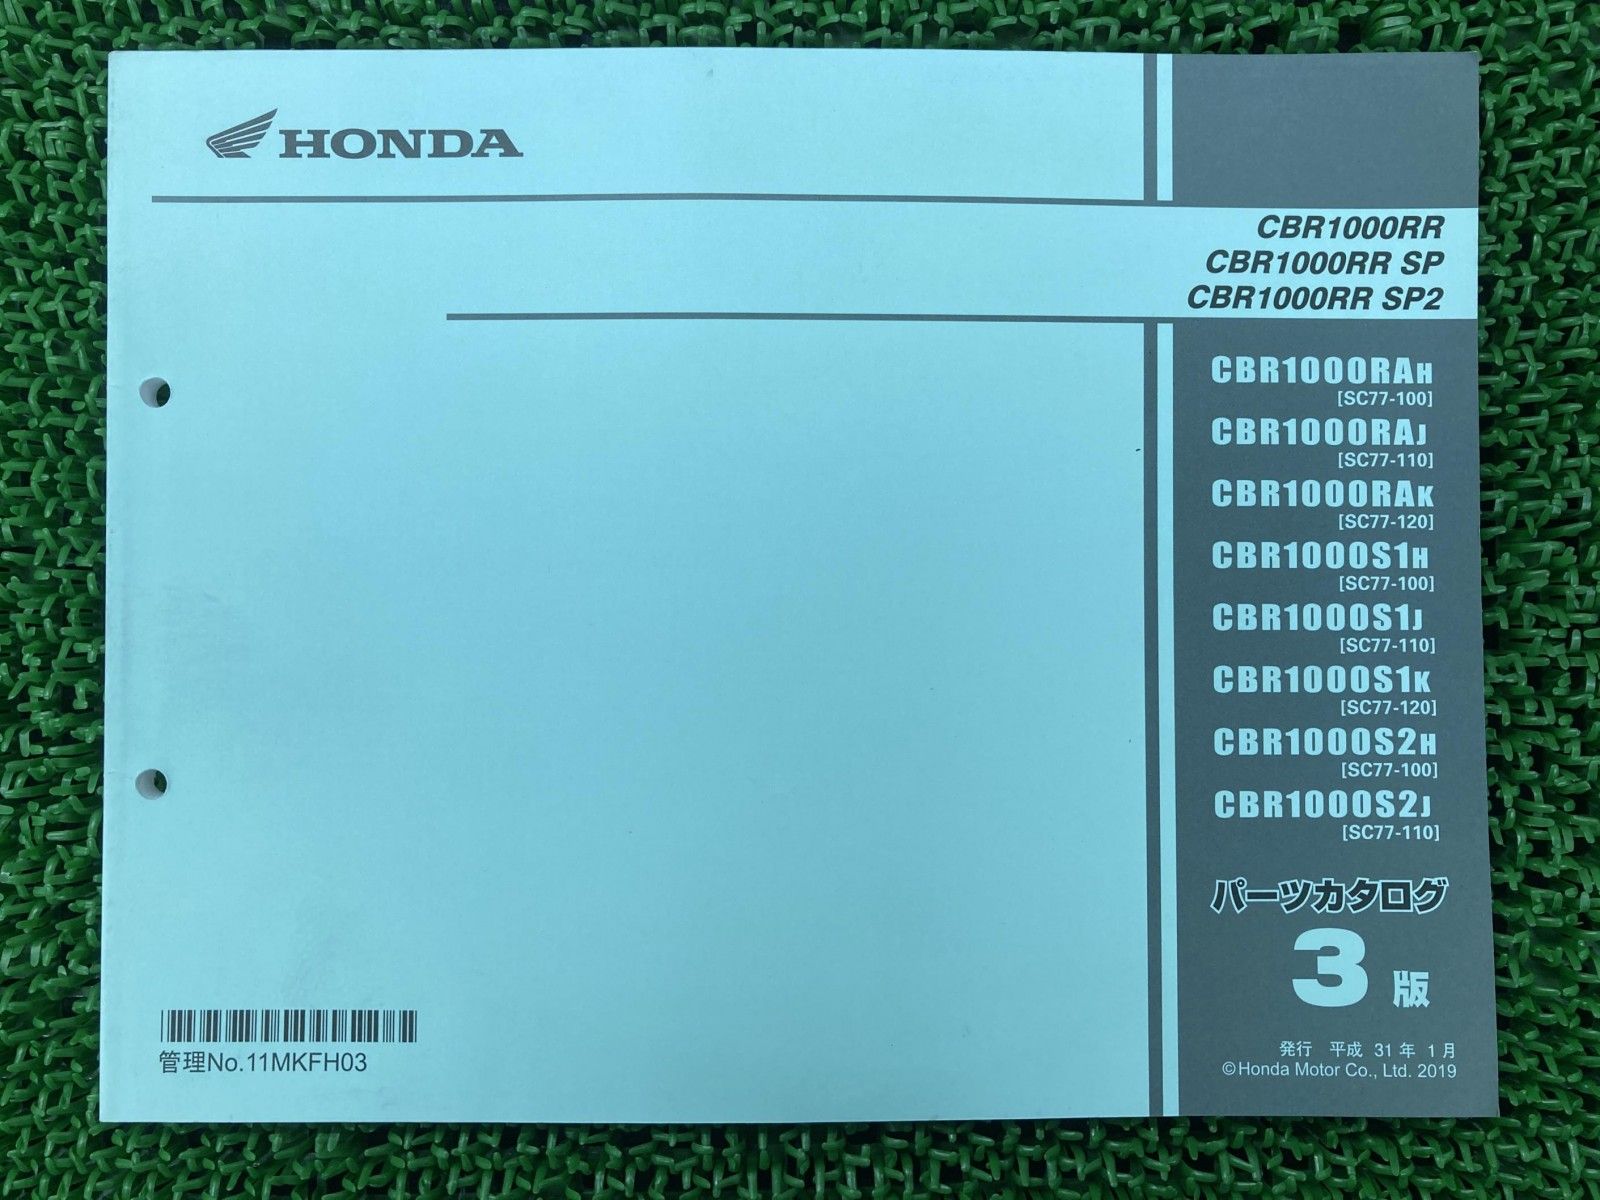 HONDA
CBR1000RR
CBR1000RR SP
CBR1000RR SP2
CBR1000RAH
[SC77-100]
CBR1000RAJ
[SC77-110]
CBR1000RAK
[SC77-120]
CBR1000S1H
[SC77-100]
CBR1000S1J
[SC77-110]
CBR1000S1K
[SC77-120]
CBR1000S2H
[SC77-100]
CBR1000S2J
[SC77-110]
パーツカタログ
3 版
発行 平成 31 年 1 月
©Honda Motor Co., Ltd. 2019
管理No.11MKFH03